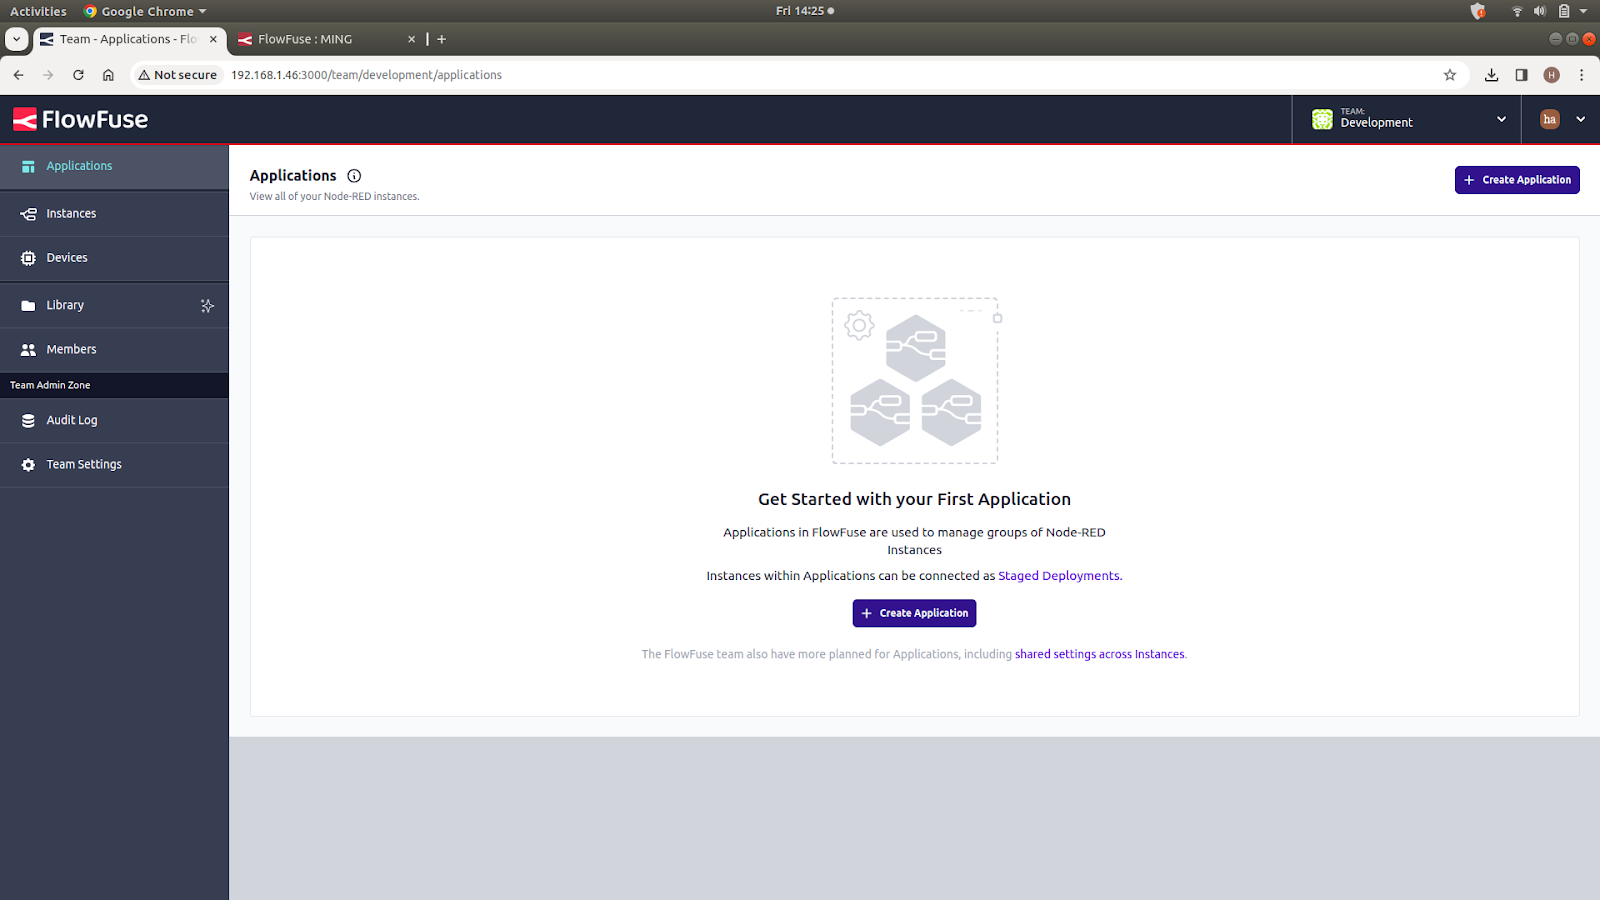 Activities
Google Chrome
Fri 14:25
Team - Applications - Flo
FlowFuse : MING
Not secure
192.168.1.46:3000/team/development/applications
H
FlowFuse
TEAM:
Development
ha
Applications
Instances
Devices
Library
Members
Team Admin Zone
Audit Log
Team Settings
Applications
View all of your Node-RED instances.
+ Create Application
Get Started with your First Application
Applications in FlowFuse are used to manage groups of Node-RED
Instances
Instances within Applications can be connected as Staged Deployments.
+ Create Application
The FlowFuse team also have more planned for Applications, including shared settings across Instances.